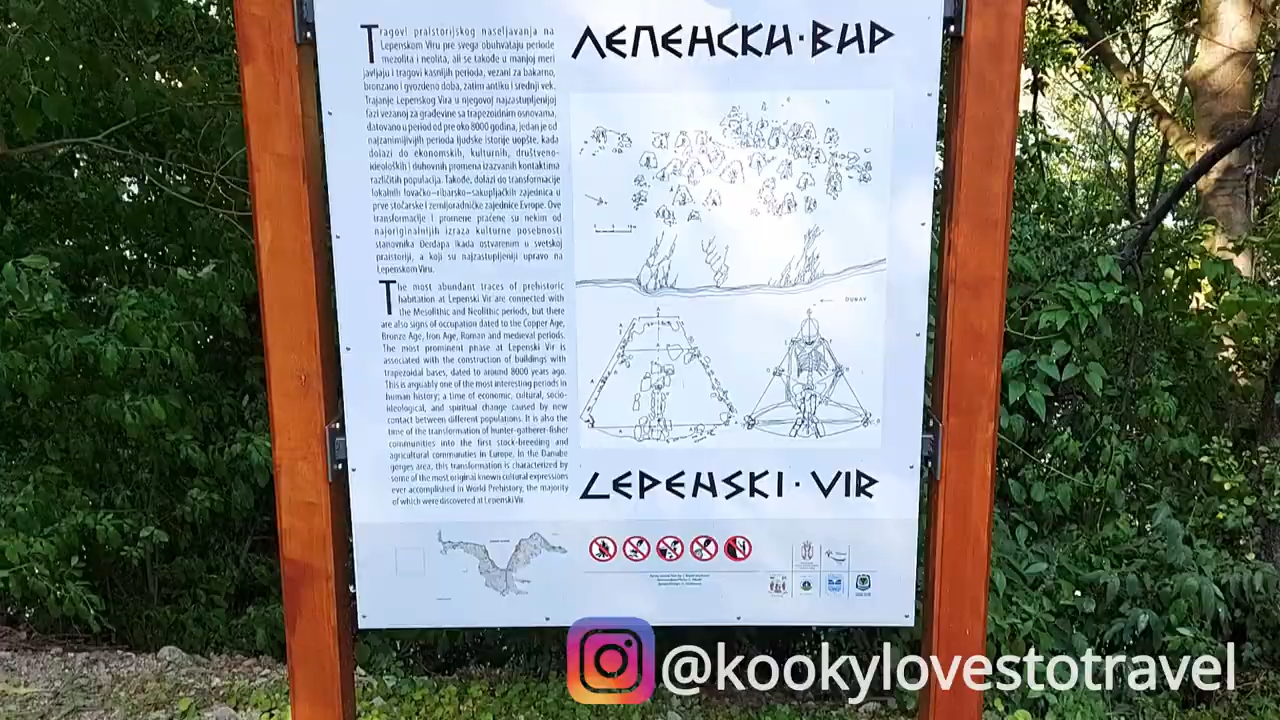 Tragovi praistorijskog naseljavanja na
Lepenskom Viru pre svega obuhvataju periode
mezolita i neolita, ali se takođe u manjoj meri
javljaju i tragovi kasnijih perioda, vezani za bakarno,
bronzano i gvozdeno doba, zatim antiku i srednji vek.
Trajanje Lepenskog Vira u njegovoj najzastupljenijoj
fazi vezanoj za građevine sa trapezoidnim osnovama,
datovano u period od pre oko 8000 godina, jedan je od
najzanimljivijih perioda ljudske istorije uopšte, kada
dolazi do ekonomskih, kulturnih, društveno-
ideoloških i duhovnih promena izazvanih kontaktima
različitih populacija. Takođe, dolazi do transformacije
lokalnih lovačko–ribarsko–sakupljačkih zajednica u
prve stočarske i zemljoradničke zajednice Evrope. Ove
transformacije i promene praćene su nekim od
najoriginalnijih izraza kulturne posebnosti
stanovnika Đerdapa ikada ostvarenim u svetskoj
praistoriji, a koji su najzastupljeniji upravo na
Lepenskom Viru.
The most abundant traces of prehistoric
habitation at Lepenski Vir are connected with
the Mesolithic and Neolithic periods, but there
are also signs of occupation dated to the Copper Age,
Bronze Age, Iron Age, Roman and medieval periods.
The most prominent phase at Lepenski Vir is
associated with the construction of buildings with
trapezoidal bases, dated to around 8000 years ago.
This is arguably one of the most interesting periods in
human history; a time of economic, cultural, socio-
ideological, and spiritual change caused by new
contact between different populations. It is also the
time of the transformation of hunter-gatherer-fisher
communities into the first stock-breeding and
agricultural communities in Europe. In the Danube
gorges area, this transformation is characterized by
some of the most original known cultural expressions
ever accomplished in World Prehistory, the majority
of which were discovered at Lepenski Vir.
ЛЕПЕНСКИ·ВИР
DUNAV
LEPENSKI·VIR
@kookylovestotravel